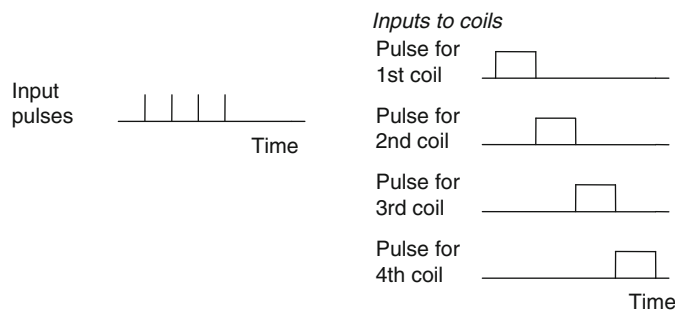 Input
pulses
Time
Inputs to coils
Pulse for
1st coil
Pulse for
2nd coil
Pulse for
3rd coil
Pulse for
4th coil
Time